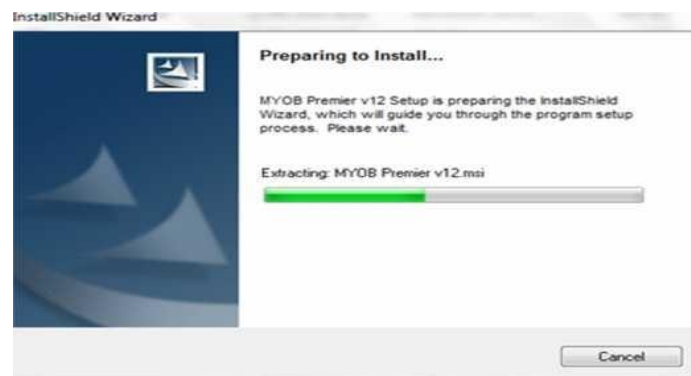 InstallShield Wizard
Preparing to Install...
MYOB Premier v12 Setup is preparing the InstallShield
Wizard, which will guide you through the program setup
process. Please wait.
Extracting: MYOB Premier v12.msi
Cancel